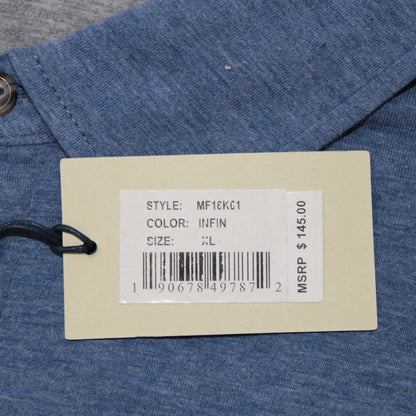 STYLE: MF18K01
COLOR: INFIN
SIZE: XL
1 90678 49787 2
MSRP $ 145.00